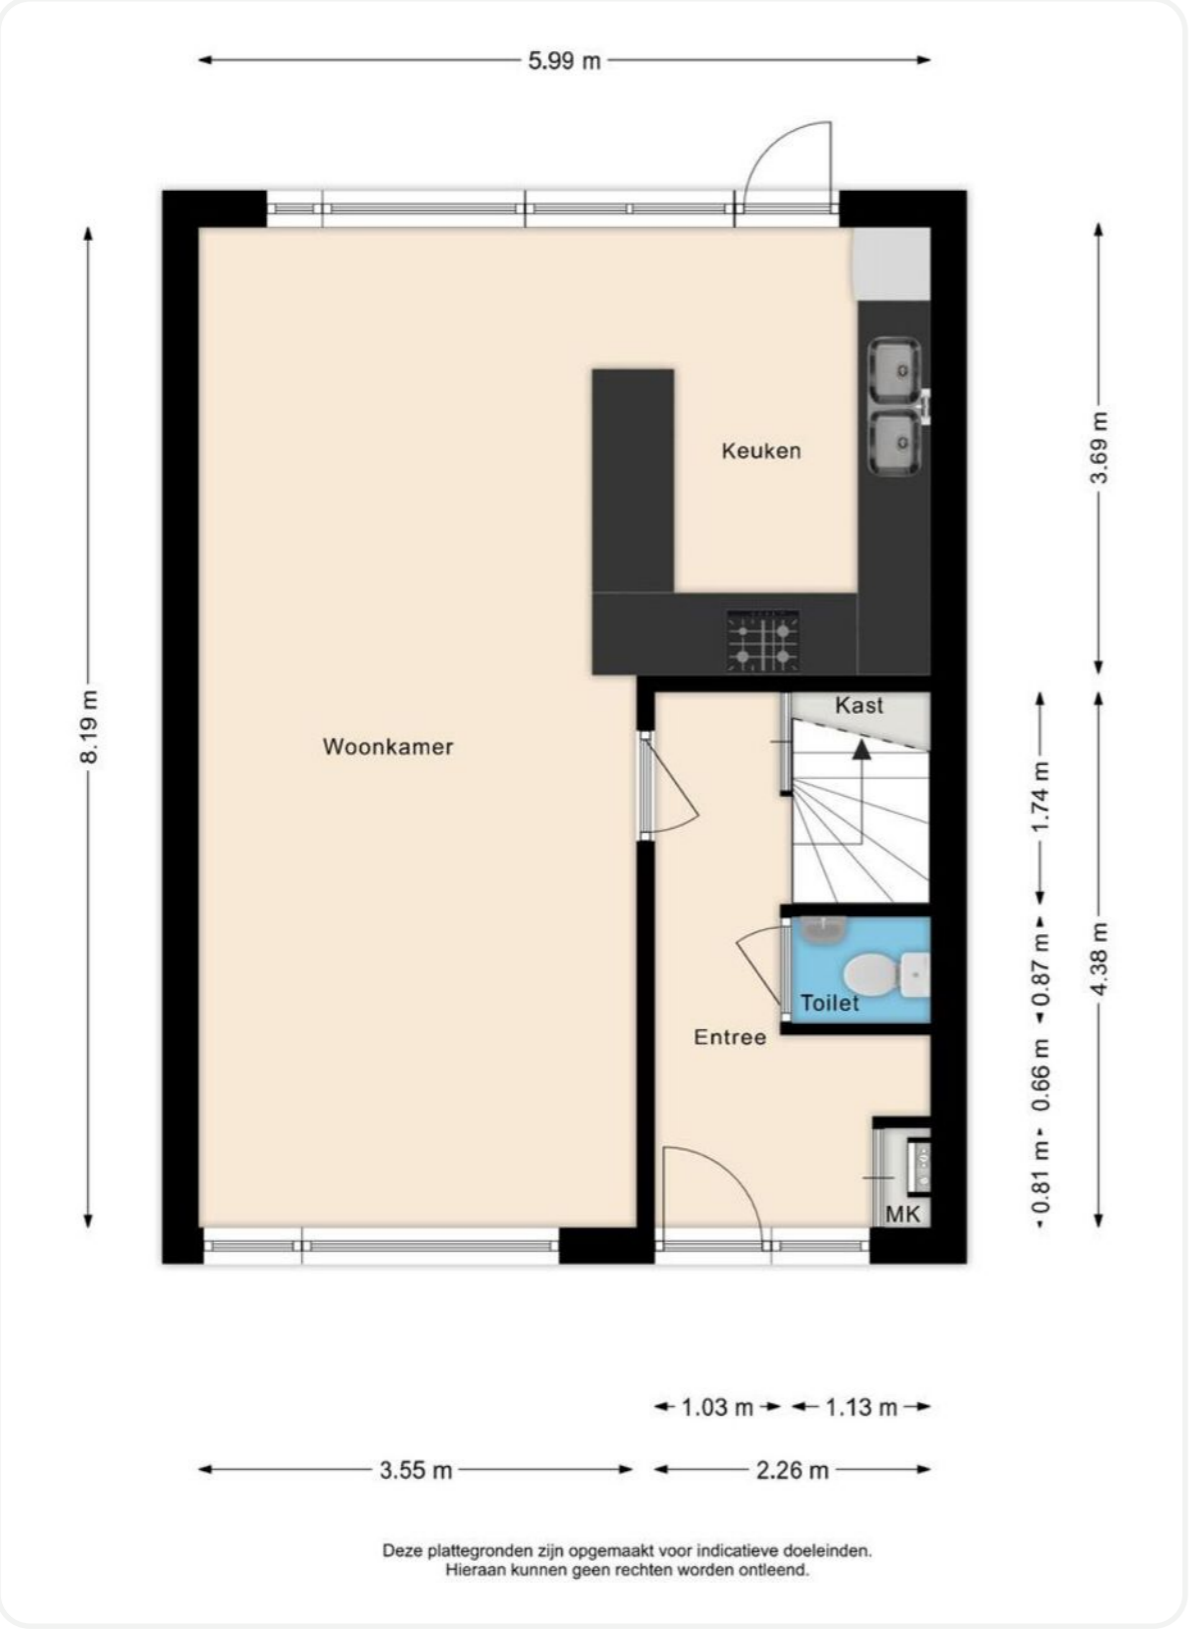 5.99 m
Keuken
3.69 m
8.19 m
Woonkamer
Kast
1.74 m
Toilet
0.87 m
4.38 m
Entree
0.66 m
MK
0.81 m
1.03 m
1.13 m
3.55 m
2.26 m
Deze plattegronden zijn opgemaakt voor indicatieve doeleinden.
Hieraan kunnen geen rechten worden ontleend.